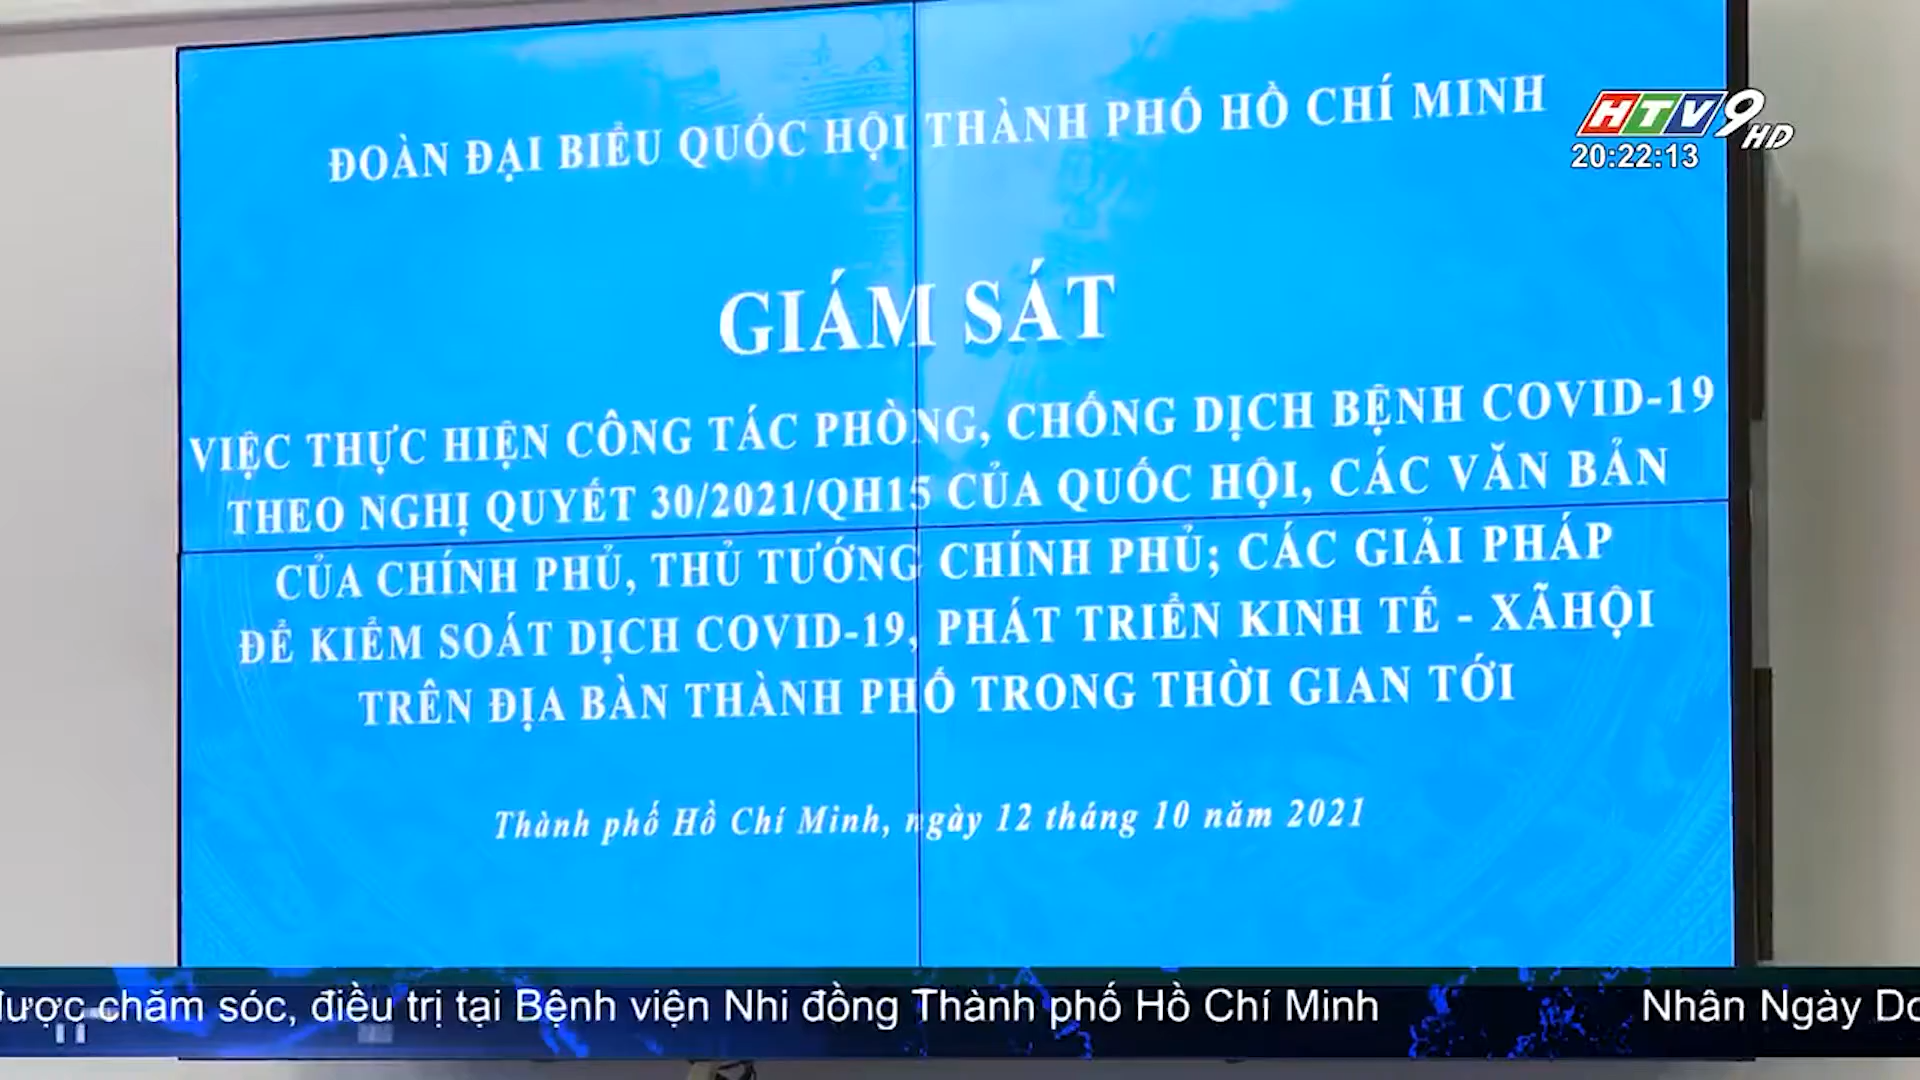 ĐOÀN ĐẠI BIỂU QUỐC HỘI THÀNH PHỐ HỒ CHÍ MINH
HTV9 HD
20:22:13
GIÁM SÁT
VIỆC THỰC HIỆN CÔNG TÁC PHÒNG, CHỐNG DỊCH BỆNH COVID-19
THEO NGHỊ QUYẾT 30/2021/QH15 CỦA QUỐC HỘI, CÁC VĂN BẢN
CỦA CHÍNH PHỦ, THỦ TƯỚNG CHÍNH PHỦ; CÁC GIẢI PHÁP
ĐỂ KIỂM SOÁT DỊCH COVID-19, PHÁT TRIỂN KINH TẾ - XÃHỘI
TRÊN ĐỊA BÀN THÀNH PHỐ TRONG THỜI GIAN TỚI
Thành phố Hồ Chí Minh, ngày 12 tháng 10 năm 2021
được chăm sóc, điều trị tại Bệnh viện Nhi đồng Thành phố Hồ Chí Minh Nhân Ngày